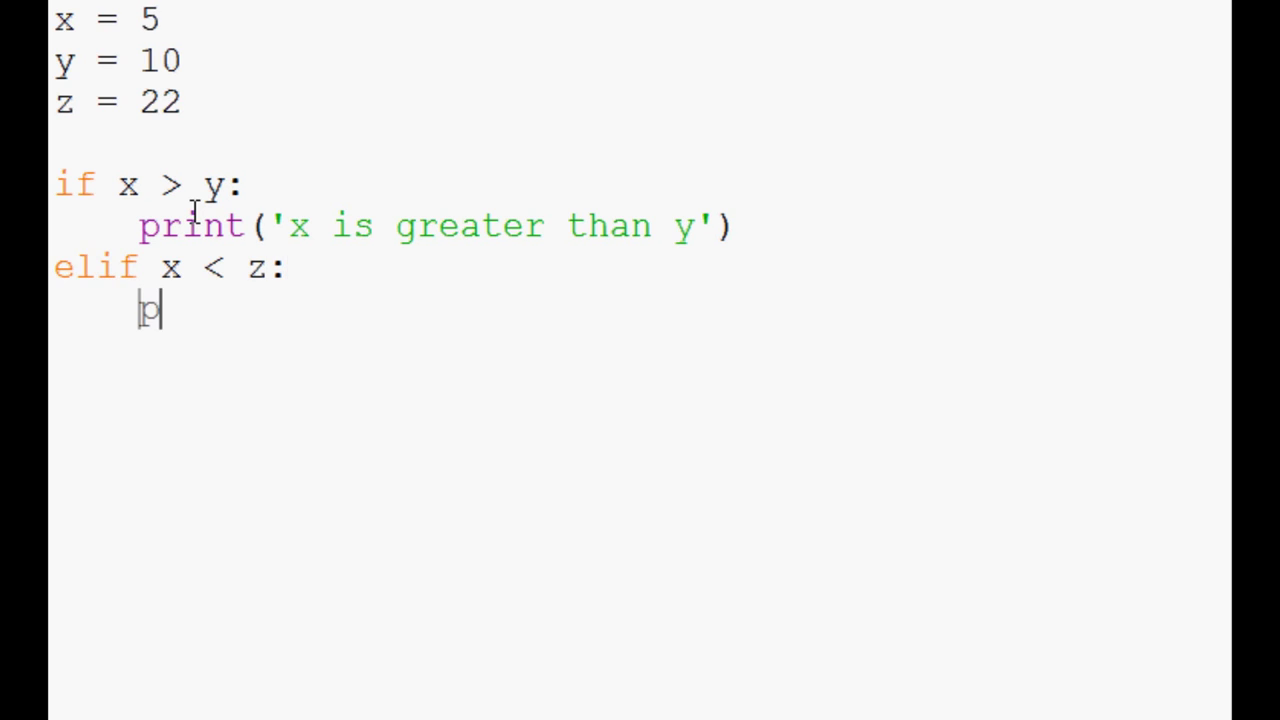 x = 5
y = 10
z = 22
if x > y:
    print('x is greater than y')
elif x < z:
    p